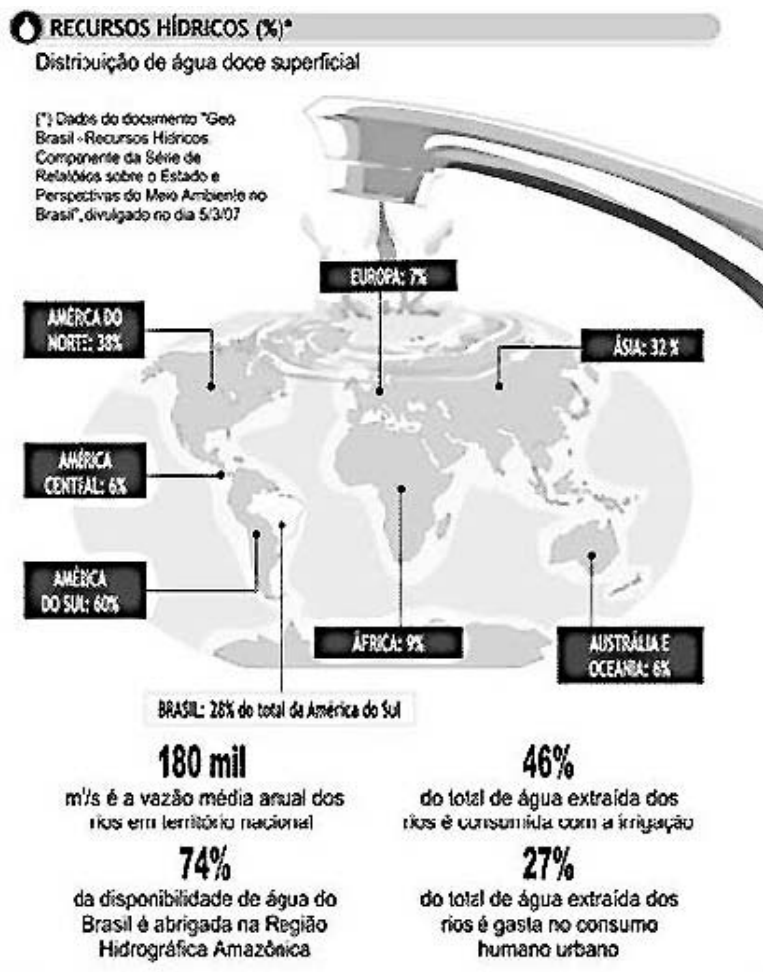 RECURSOS HÍDRICOS (%)*
Distribuição de água doce superficial
(*) Dados do documento "Geo
Brasil - Recursos Hídricos
Componente da Série de
Relatórios sobre o Estado e
Perspectivas do Meio Ambiente no
Brasil", divulgado no dia 5/3/07
EUROPA: 7%
AMÉRCA DO
NORTE: 38%
ÁSIA: 32 %
AMÉRICA
CENTRAL: 6%
AMÉRICA
DO SUL: 60%
ÁFRICA: 9%
AUSTRÁLIA E
OCEANIA: 6%
BRASIL: 28% do total da América do Sul
180 mil
m³/s é a vazão média anual dos
rios em território nacional
46%
do total de água extraída dos
rios é consumida com a irrigação
74%
da disponibilidade de água do
Brasil é abrigada na Região
Hidrográfica Amazônica
27%
do total de água extraída dos
rios é gasta no consumo
humano urbano